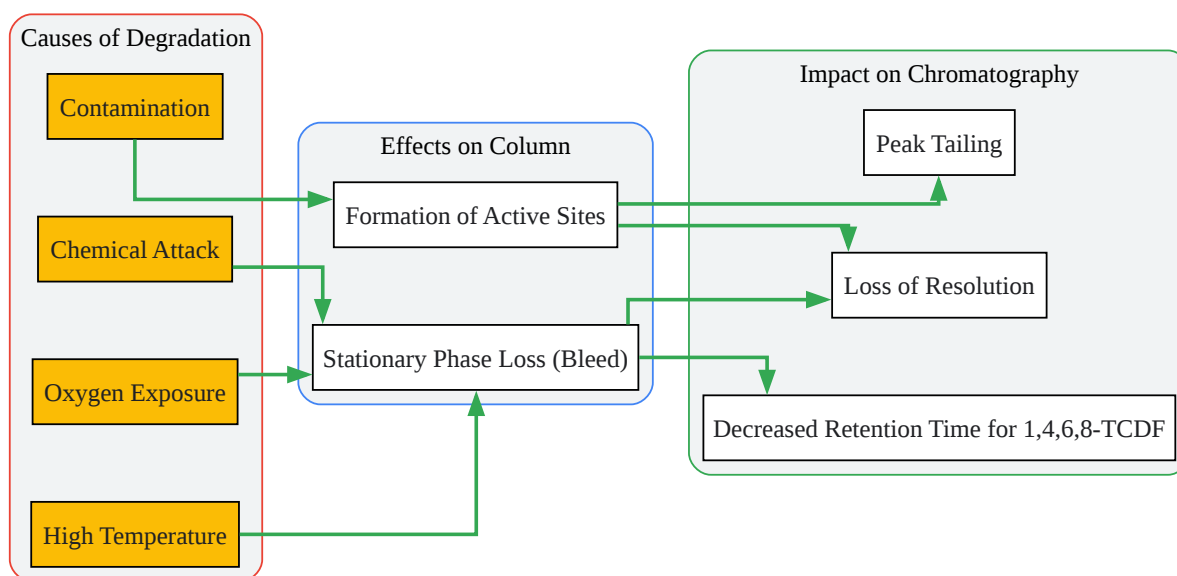 Causes of Degradation
Contamination
Chemical Attack
Oxygen Exposure
High Temperature
Effects on Column
Formation of Active Sites
Stationary Phase Loss (Bleed)
Impact on Chromatography
Peak Tailing
Loss of Resolution
Decreased Retention Time for 1,4,6,8-TCDF